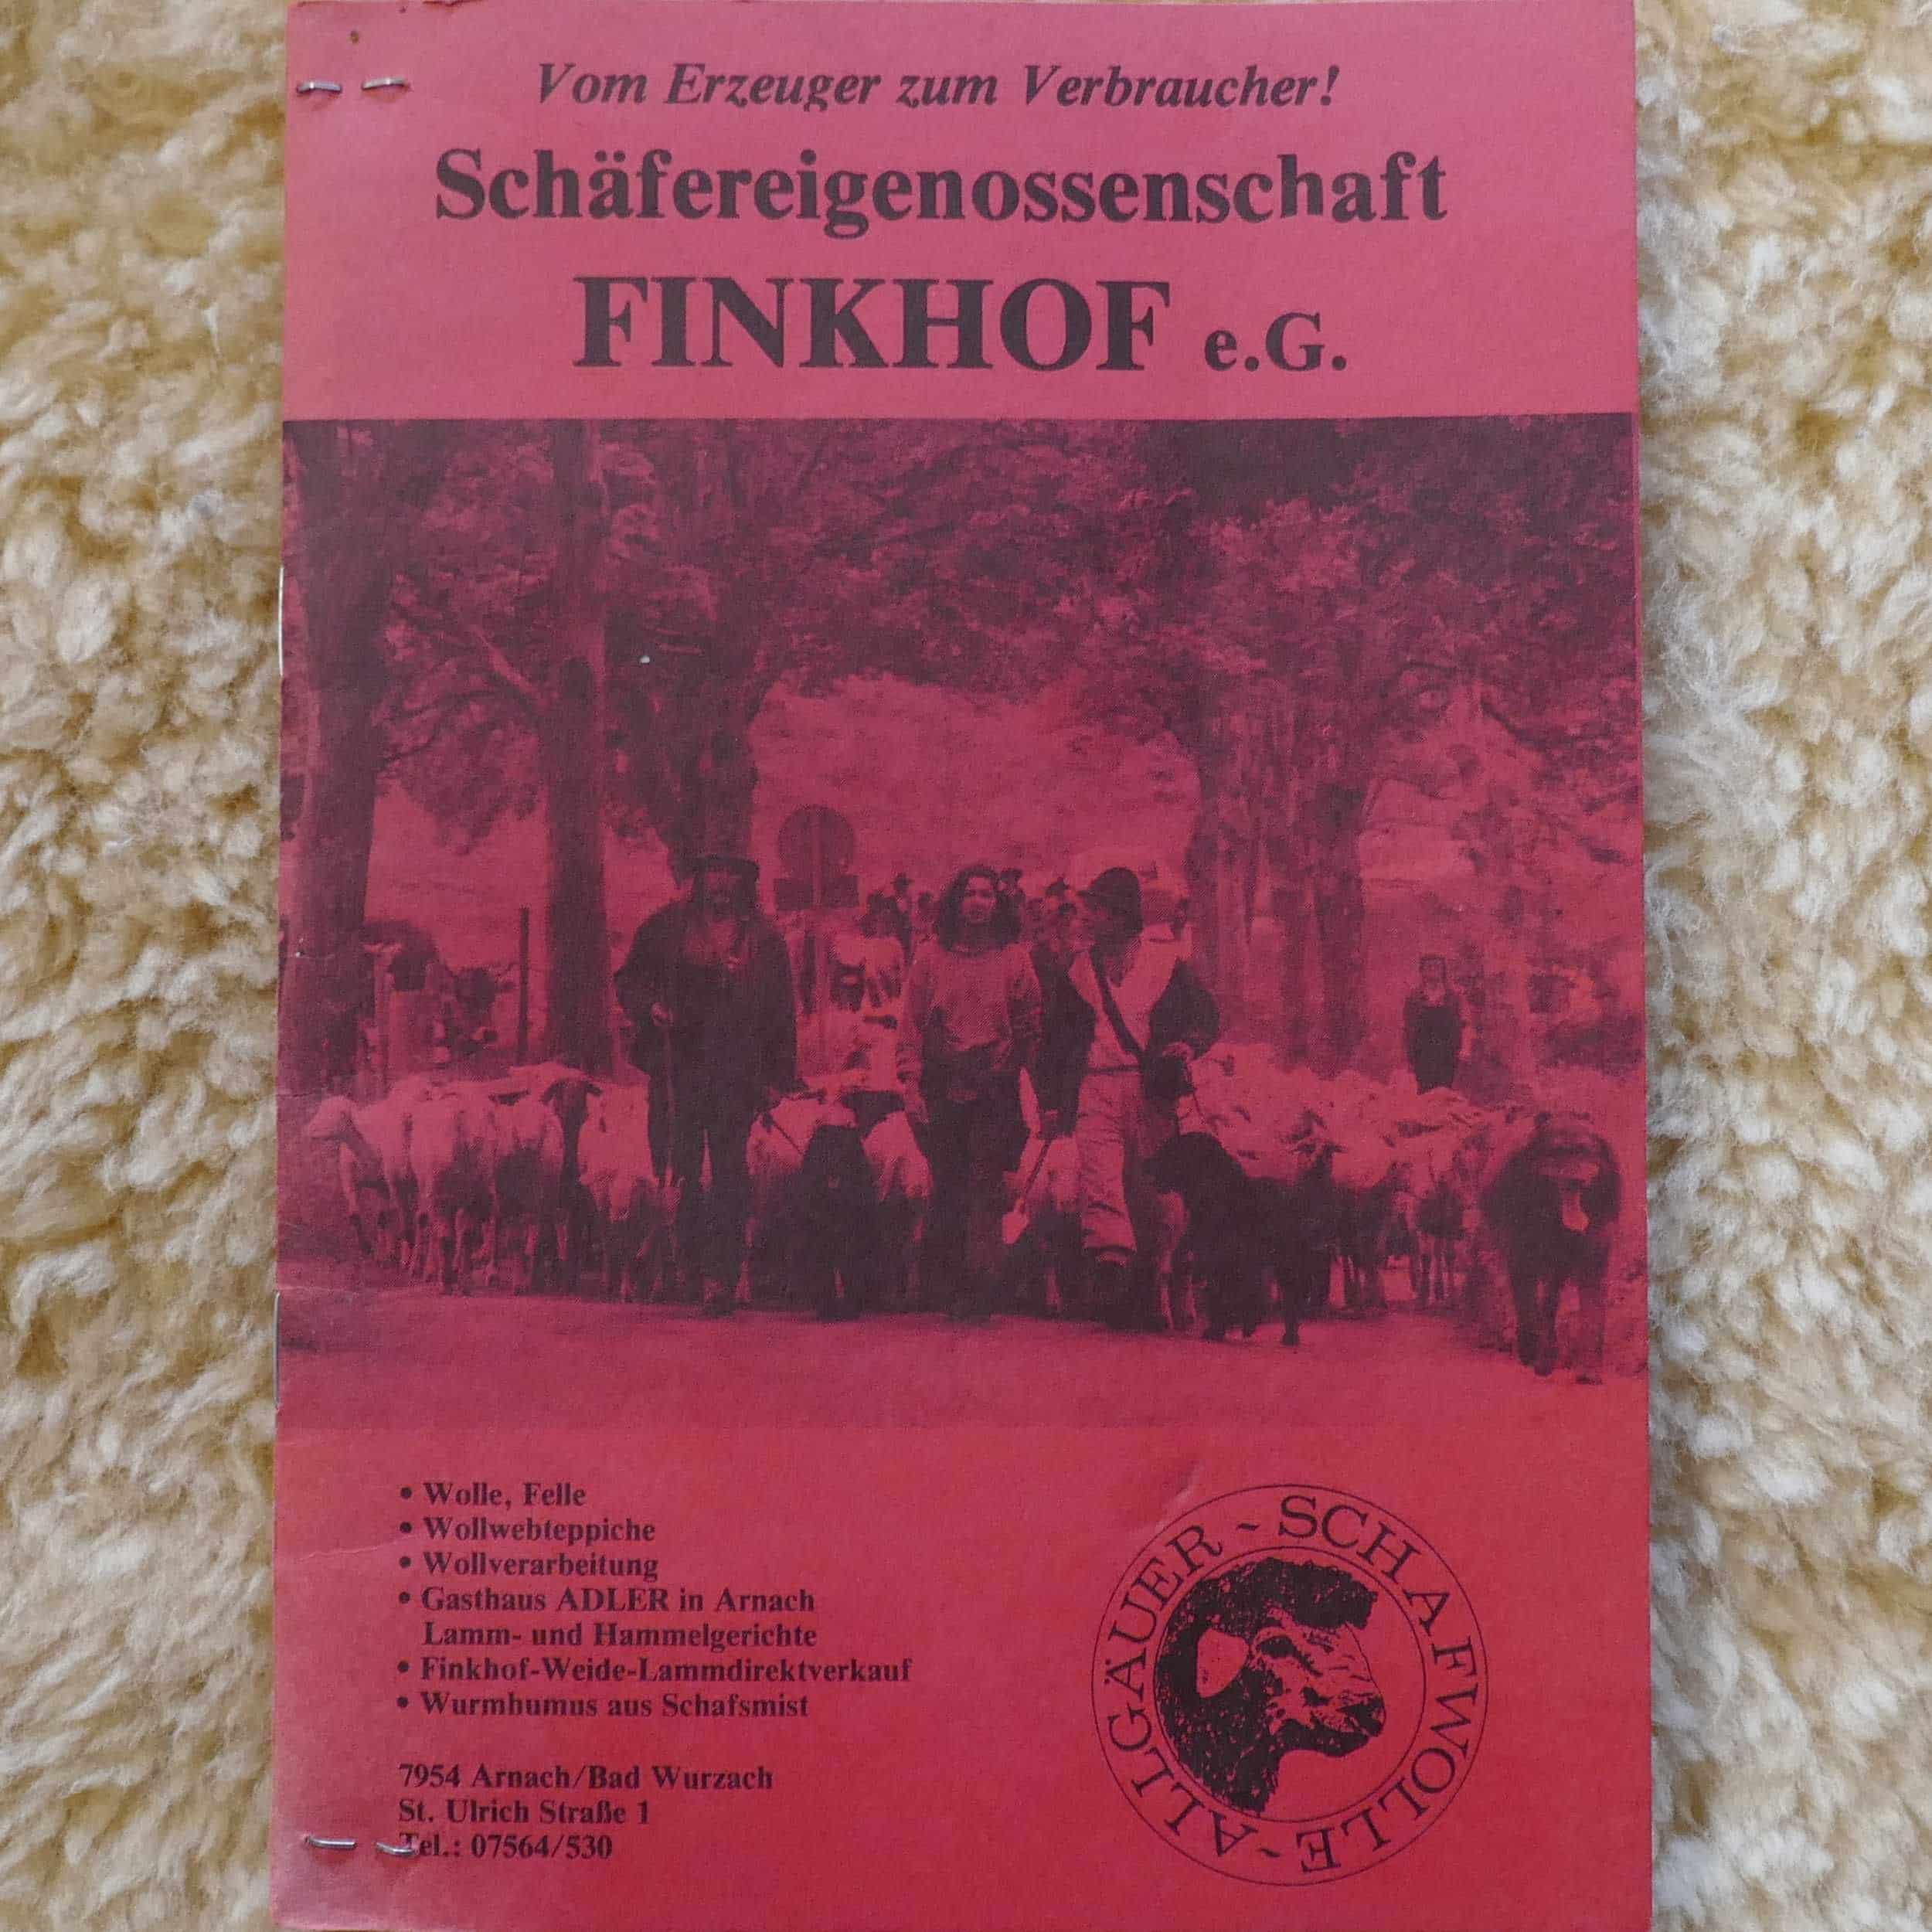 Vom Erzeuger zum Verbraucher!
Schäfereigenossenschaft
FINKHOF e.G.
• Wolle, Felle
• Wollwebteppiche
• Wollverarbeitung
• Gasthaus ADLER in Arnach
Lamm- und Hammelgerichte
• Finkhof-Weide-Lammdirektverkauf
• Wurmhumus aus Schafsmist
7954 Arnach/Bad Wurzach
St. Ulrich Straße 1
Tel.: 07564/530
ALLGÄUER ~ SCHAFWOLLE ~